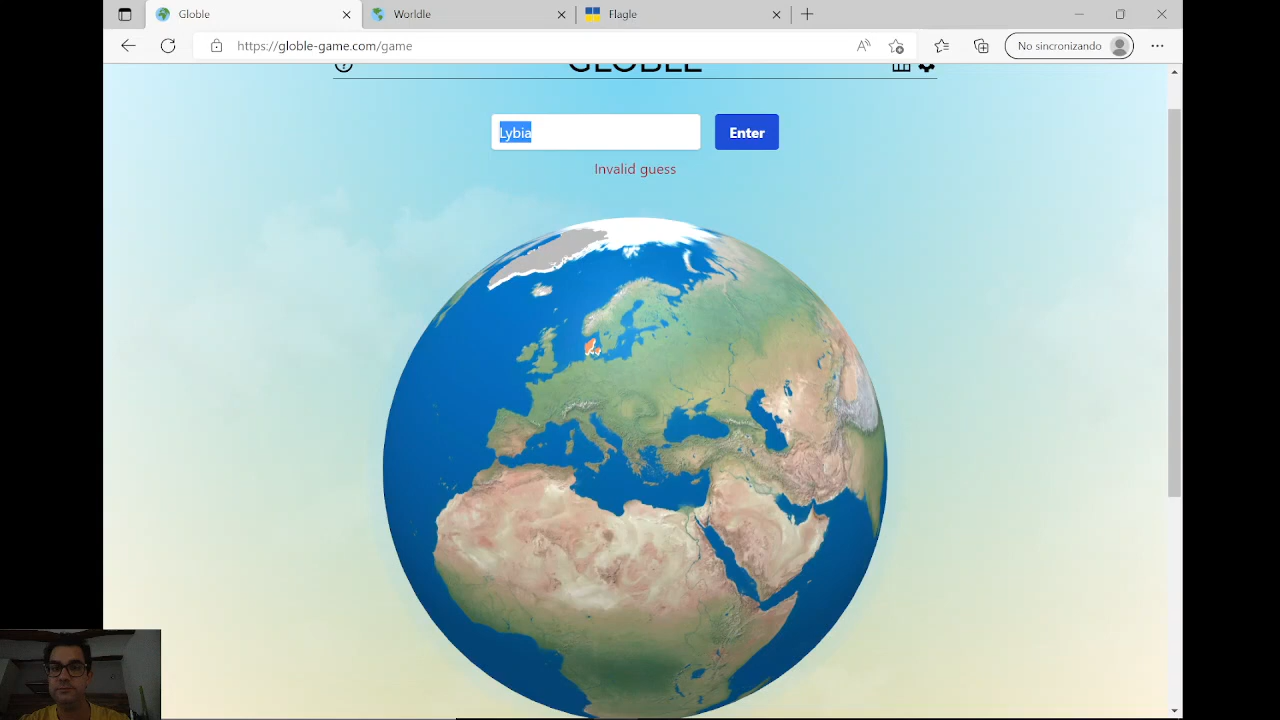 Globle
Worldle
Flagle
https://globle-game.com/game
No sincronizando
GLOBLE
Lybia
Enter
Invalid guess